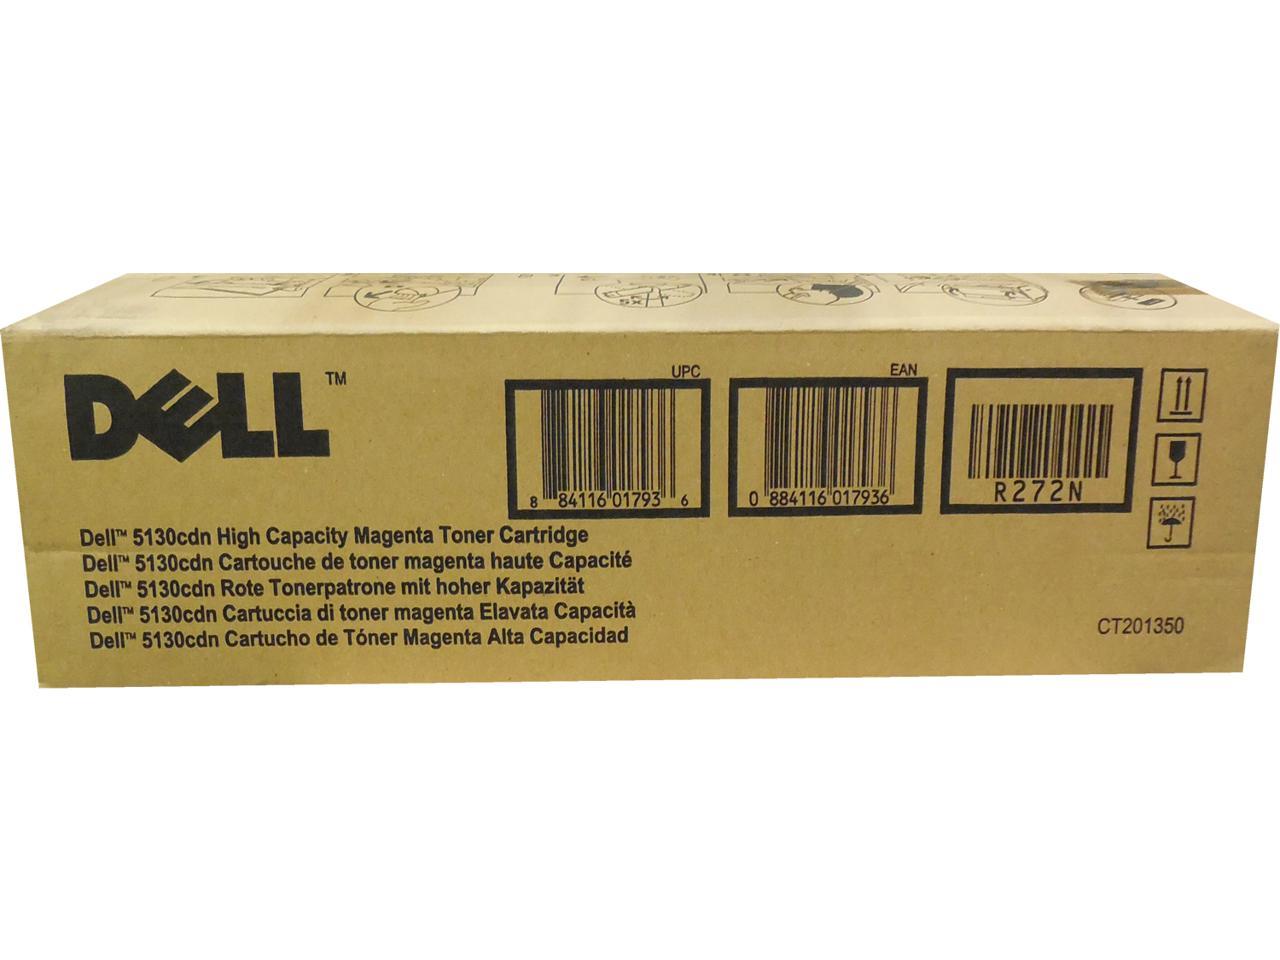 5x
DELL™
UPC
8 84116 01793 6
EAN
0 884116 017936
R272N
Dell™ 5130cdn High Capacity Magenta Toner Cartridge
Dell™ 5130cdn Cartouche de toner magenta haute Capacité
Dell™ 5130cdn Rote Tonerpatrone mit hoher Kapazität
Dell™ 5130cdn Cartuccia di toner magenta Elavata Capacità
Dell™ 5130cdn Cartucho de Tóner Magenta Alta Capacidad
CT201350